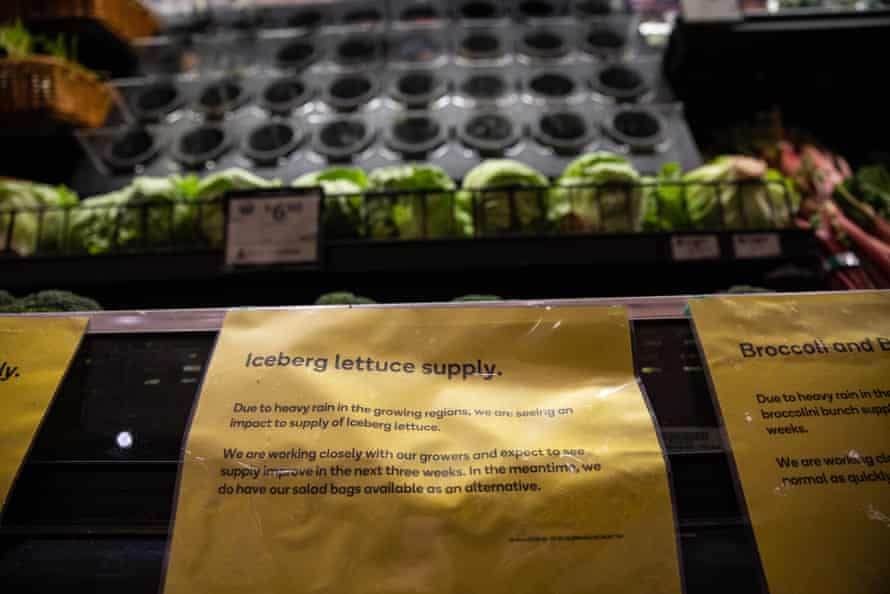 $6.90
y.
Iceberg lettuce supply.
Due to heavy rain in the growing regions, we are seeing an
impact to supply of Iceberg lettuce.
We are working closely with our growers and expect to see
supply improve in the next three weeks. In the meantime, we
do have our salad bags available as an alternative.
Broccoli and B
Due to heavy rain in the
broccolini bunch supp
weeks.
We are working clo
normal as quickly